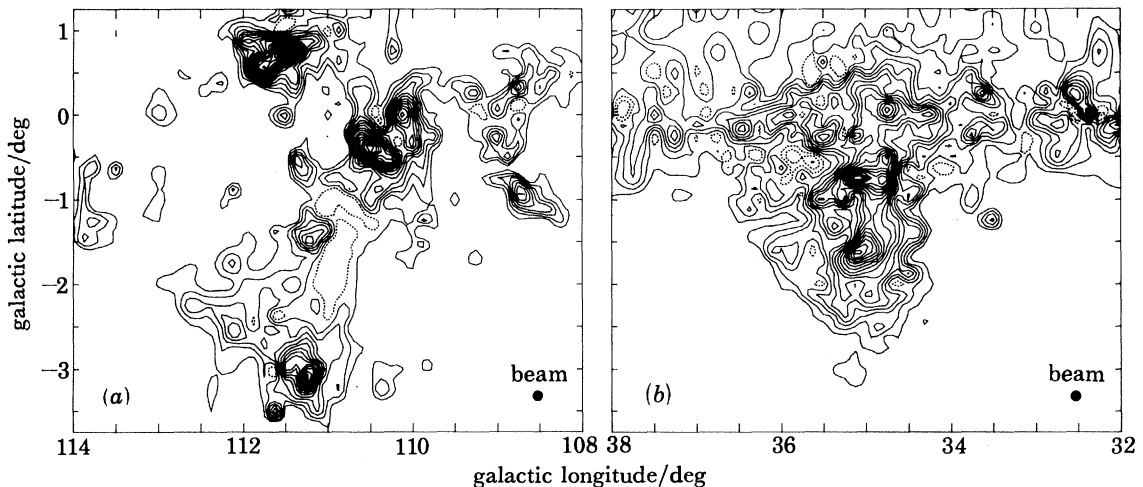 1
0
−1
−2
−3
galactic latitude/deg
(a)
beam
(b)
beam
114
112
110
108
38
36
34
32
galactic longitude/deg